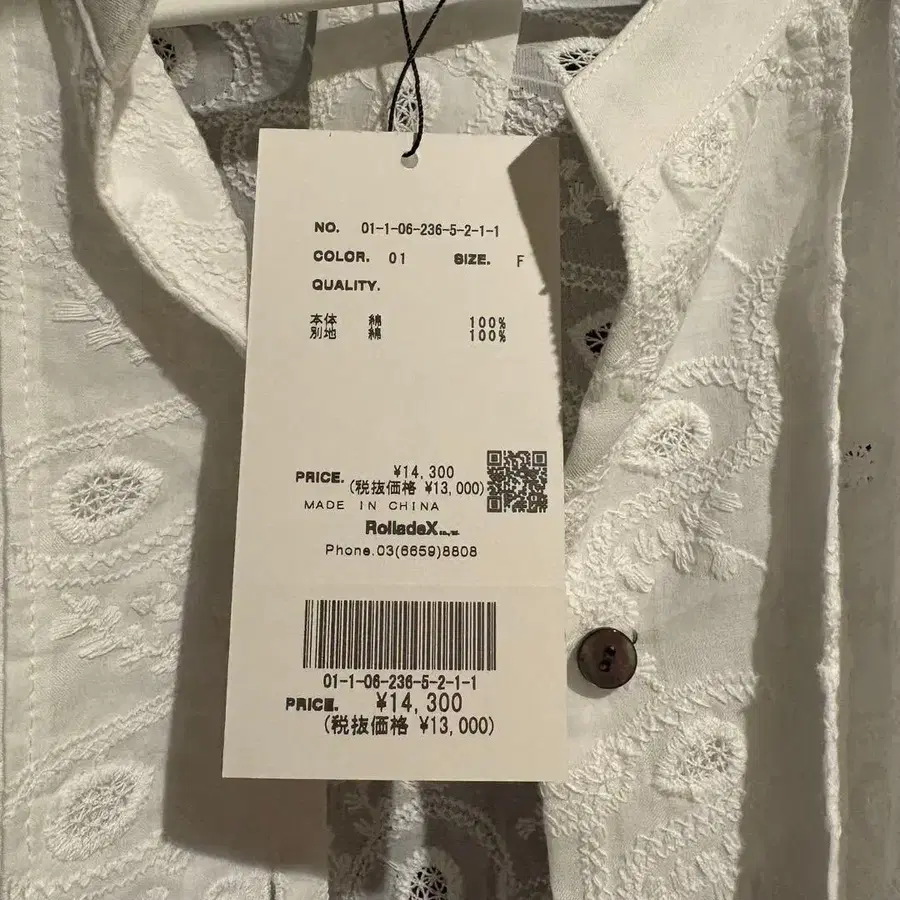 NO. 01-1-06-236-5-2-1-1
COLOR. 01 SIZE. F
QUALITY.
本体 綿 100%
別地 綿 100%
PRICE. ¥14,300
(税抜価格 ¥13,000)
MADE IN CHINA
RolladeX
Phone.03(6659)8808
01-1-06-236-5-2-1-1
PRICE. ¥14,300
(税抜価格 ¥13,000)